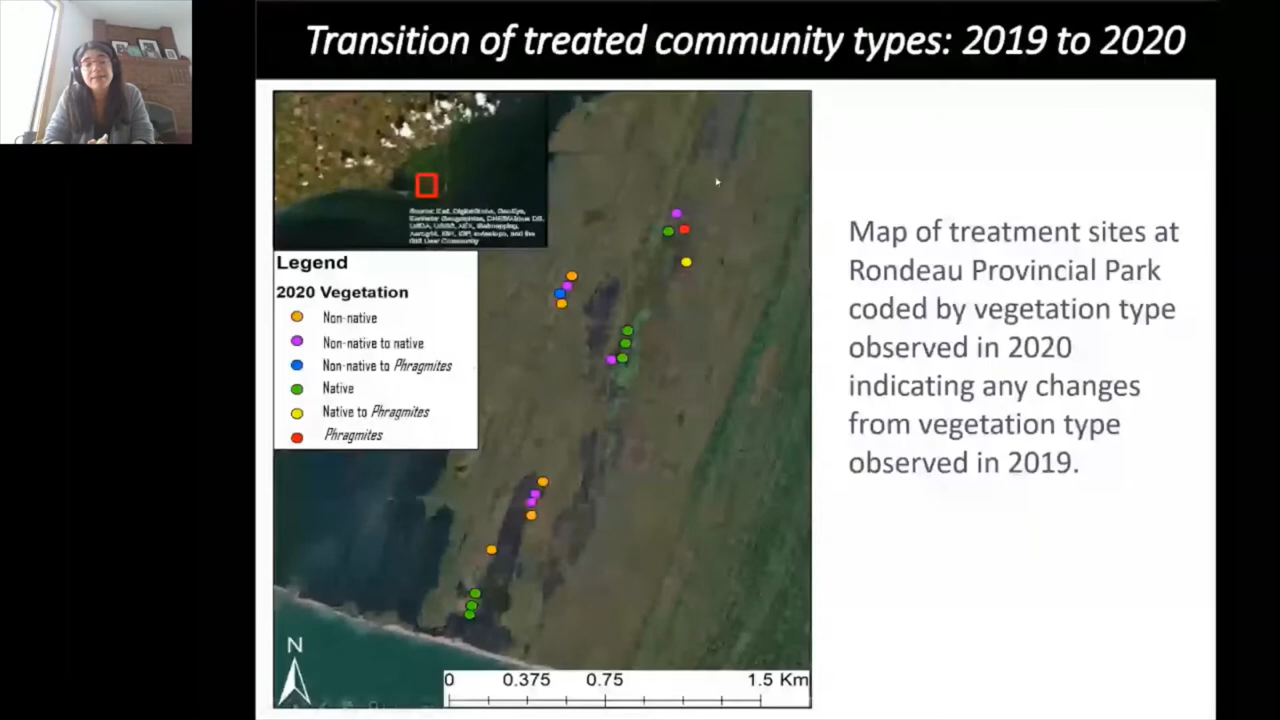 Transition of treated community types: 2019 to 2020
Legend
2020 Vegetation
Non-native
Non-native to native
Non-native to Phragmites
Native
Native to Phragmites
Phragmites
N
0 0.375 0.75 1.5 Km
Map of treatment sites at
Rondeau Provincial Park
coded by vegetation type
observed in 2020
indicating any changes
from vegetation type
observed in 2019.